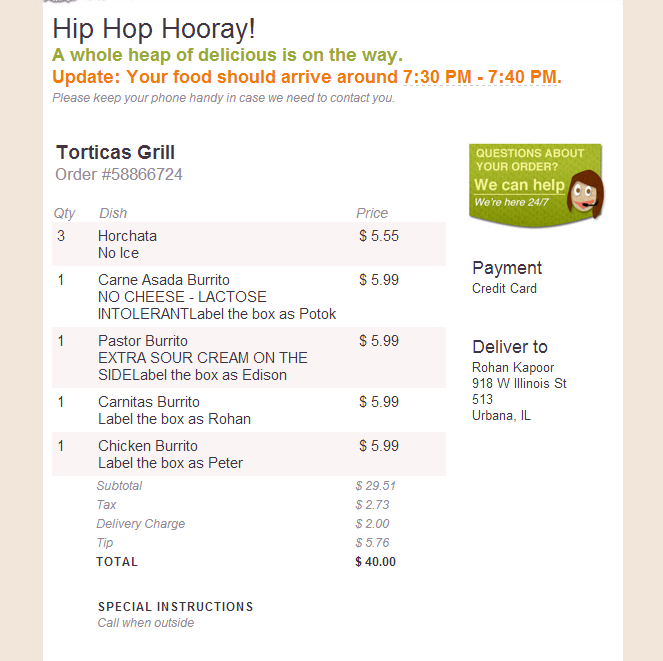 Hip Hop Hooray!
A whole heap of delicious is on the way.
Update: Your food should arrive around 7:30 PM - 7:40 PM.
Please keep your phone handy in case we need to contact you.
Torticas Grill
Order #58866724
Qty Dish Price
3 Horchata $ 5.55
No Ice
1 Carne Asada Burrito $ 5.99
NO CHEESE - LACTOSE
INTOLERANTLabel the box as Potok
1 Pastor Burrito $ 5.99
EXTRA SOUR CREAM ON THE
SIDELabel the box as Edison
1 Carnitas Burrito $ 5.99
Label the box as Rohan
1 Chicken Burrito $ 5.99
Label the box as Peter
Subtotal $ 29.51
Tax $ 2.73
Delivery Charge $ 2.00
Tip $ 5.76
TOTAL $ 40.00
SPECIAL INSTRUCTIONS
Call when outside
QUESTIONS ABOUT
YOUR ORDER?
We can help
We're here 24/7
Payment
Credit Card
Deliver to
Rohan Kapoor
918 W Illinois St
513
Urbana, IL